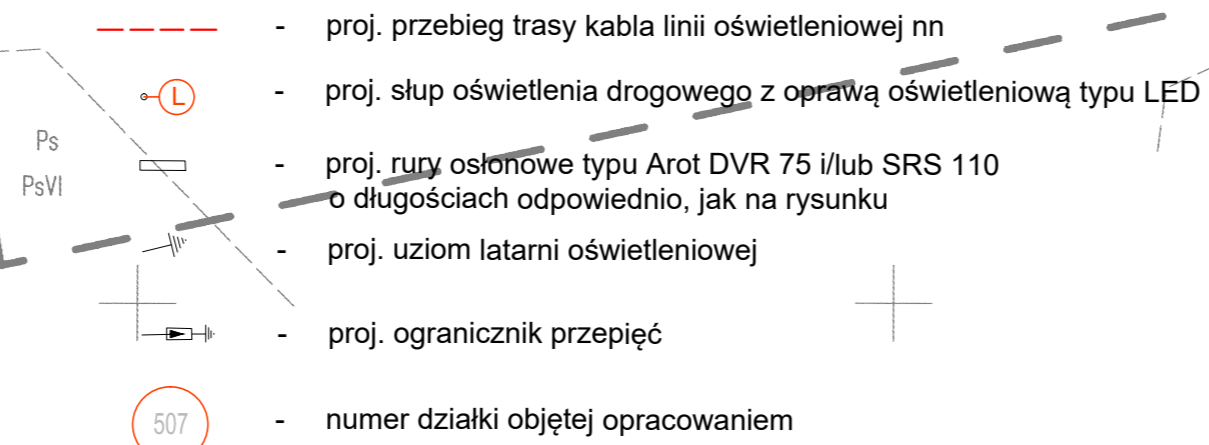 - proj. przebieg trasy kabla linii oświetleniowej nn
L - proj. słup oświetlenia drogowego z oprawą oświetleniową typu LED
Ps
PsVI
- proj. rury osłonowe typu Arot DVR 75 i/lub SRS 110
o długościach odpowiednio, jak na rysunku
- proj. uziom latarni oświetleniowej
- proj. ogranicznik przepięć
507 - numer działki objętej opracowaniem